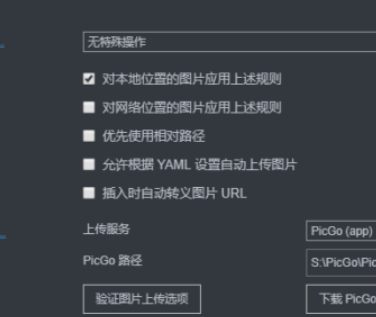 无特殊操作
对本地位置的图片应用上述规则
对网络位置的图片应用上述规则
优先使用相对路径
允许根据 YAML 设置自动上传图片
插入时自动转义图片 URL
上传服务 PicGo (app)
PicGo 路径 S:\PicGo\Pic
验证图片上传选项 下载 PicGo